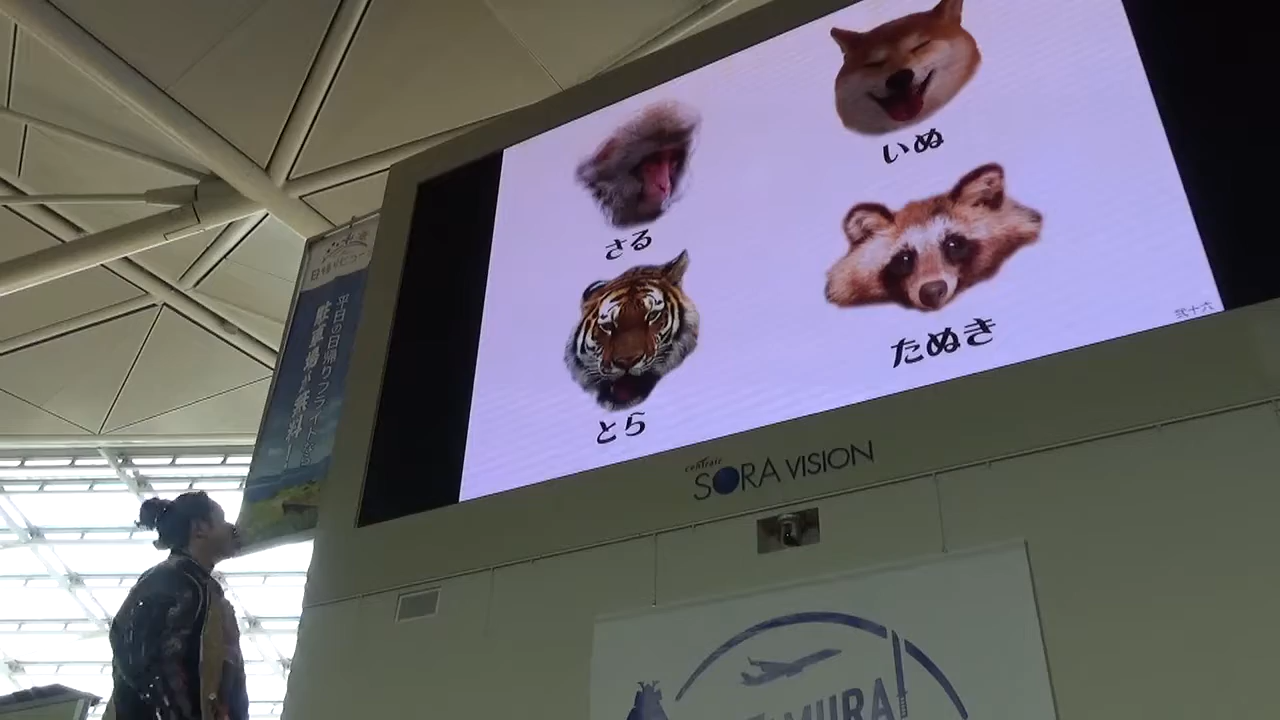 いぬ
さる
たぬき
とら
弐十六
平日の日帰りフライトなら
駐車場が無料!
centrair
SORA VISION